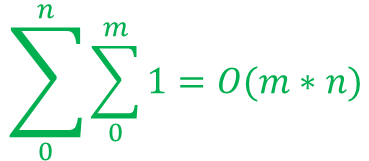 n m
∑ ∑ 1 = O(m * n)
0 0